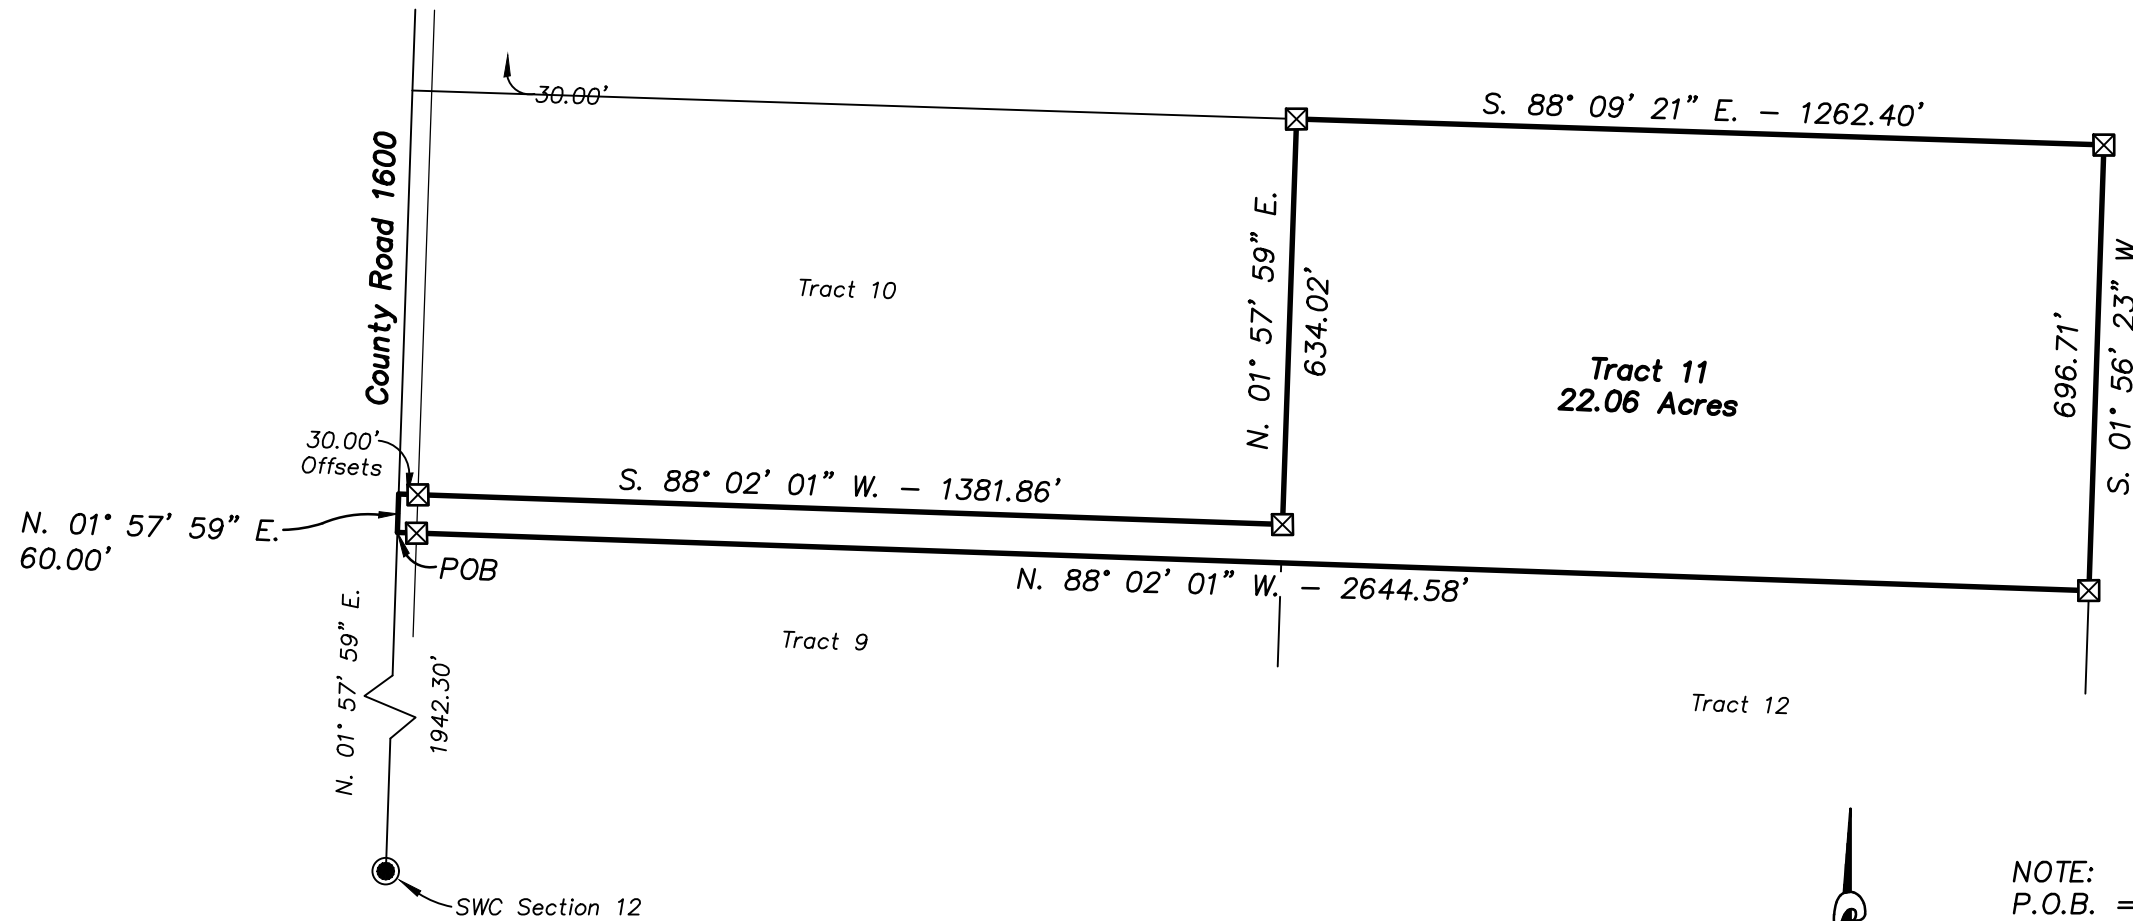 30.00'
S. 88° 09' 21" E. - 1262.40'
County Road 1600
N. 01° 57' 59" E.
634.02'
Tract 10
Tract 11
22.06 Acres
696.71'
S. 01° 56' 23" W
30.00'
Offsets
S. 88° 02' 01" W. - 1381.86'
N. 01° 57' 59" E.
60.00'
POB
N. 88° 02' 01" W. - 2644.58'
Tract 9
N. 01° 57' 59" E.
1942.30'
Tract 12
SWC Section 12
NOTE:
P.O.B. =